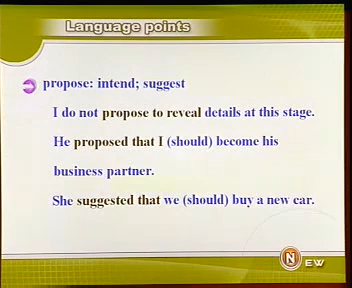 Language points
propose: intend; suggest
I do not propose to reveal details at this stage.
He proposed that I (should) become his
business partner.
She suggested that we (should) buy a new car.
NEW